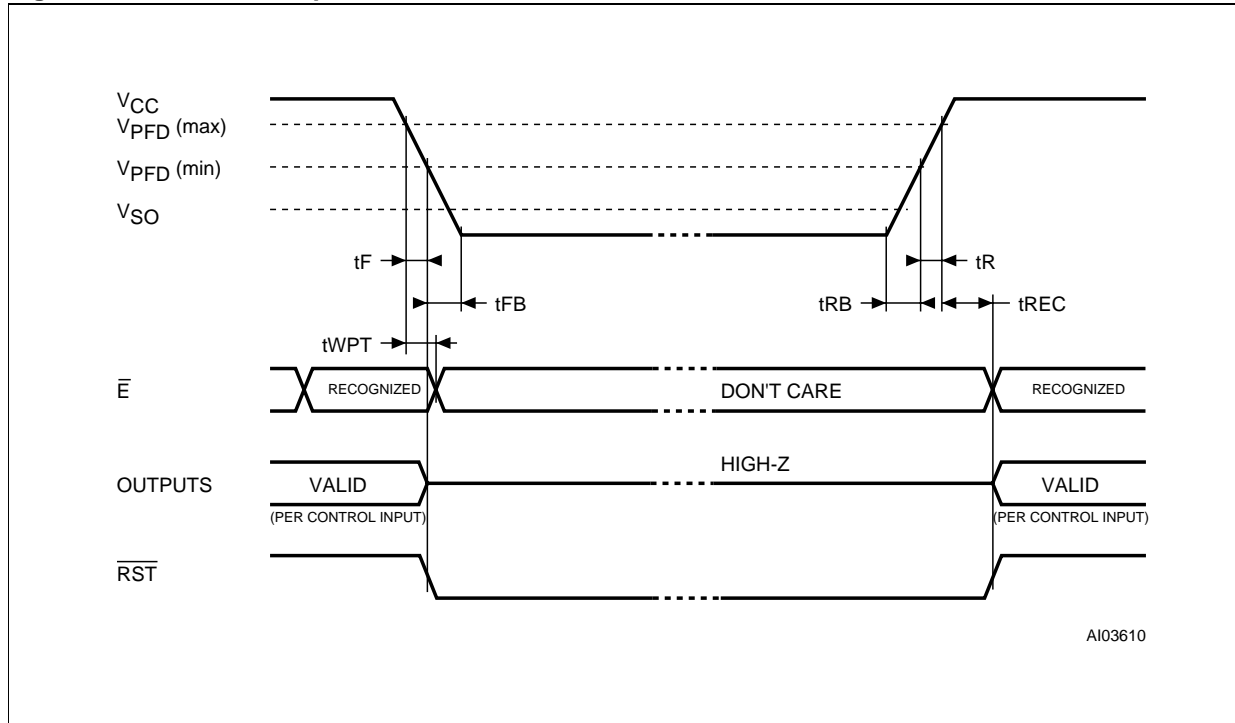 VCC
VPFD (max)
VPFD (min)
VSO
tF
tR
tFB
tRB
tREC
tWPT
E
RECOGNIZED
DON'T CARE
RECOGNIZED
HIGH-Z
OUTPUTS
VALID
VALID
(PER CONTROL INPUT)
(PER CONTROL INPUT)
RST
AI03610